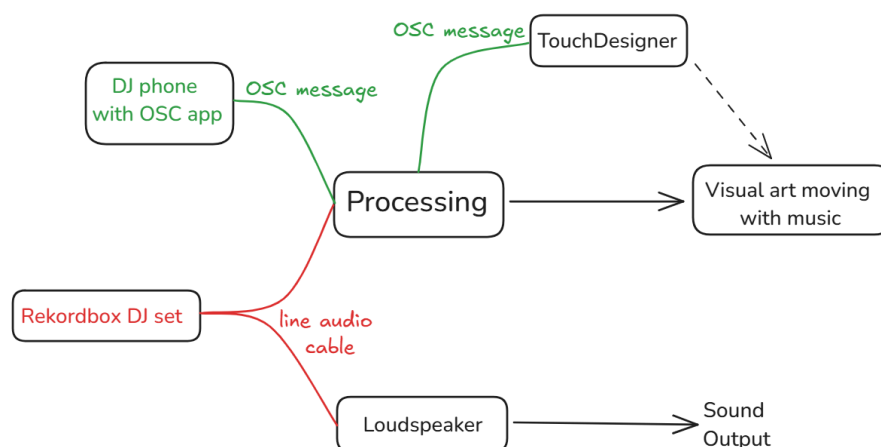 OSC message
TouchDesigner
DJ phone
with OSC app
OSC message
Processing
Visual art moving
with music
Rekordbox DJ set
line audio
cable
Loudspeaker
Sound
Output